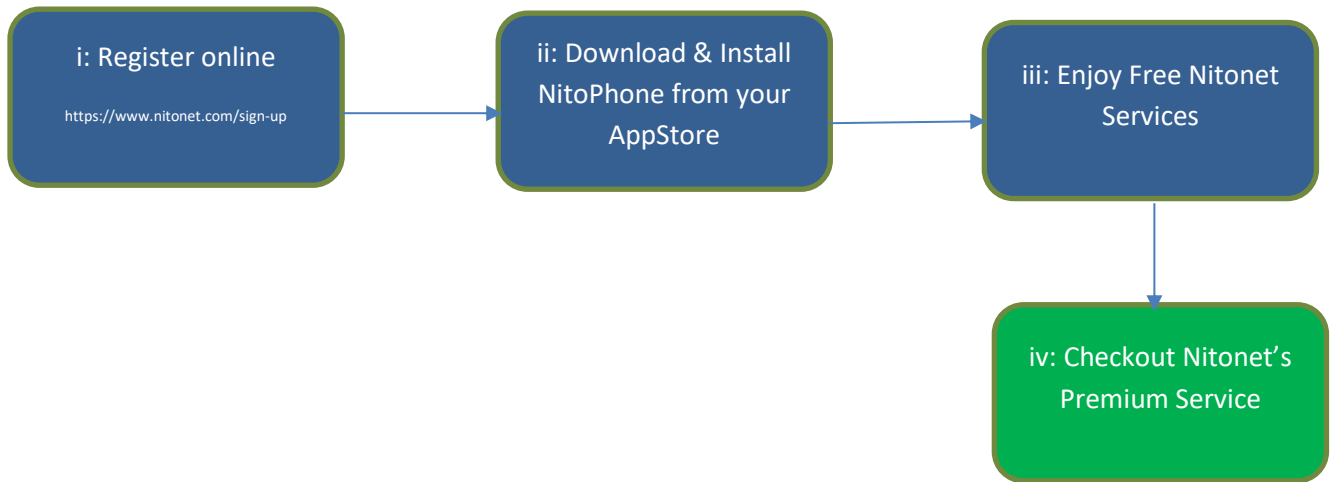 i: Register online
https://www.nitonet.com/sign-up
ii: Download & Install
NitoPhone from your
AppStore
iii: Enjoy Free Nitonet
Services
iv: Checkout Nitonet’s
Premium Service